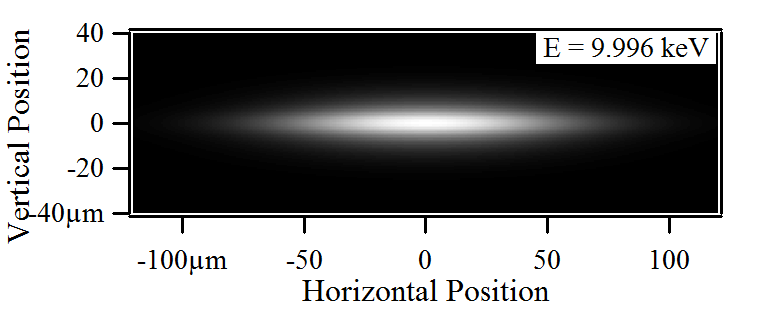 E = 9.996 keV
Vertical Position
40
20
0
-20
-40µm
-100µm -50 0 50 100
Horizontal Position